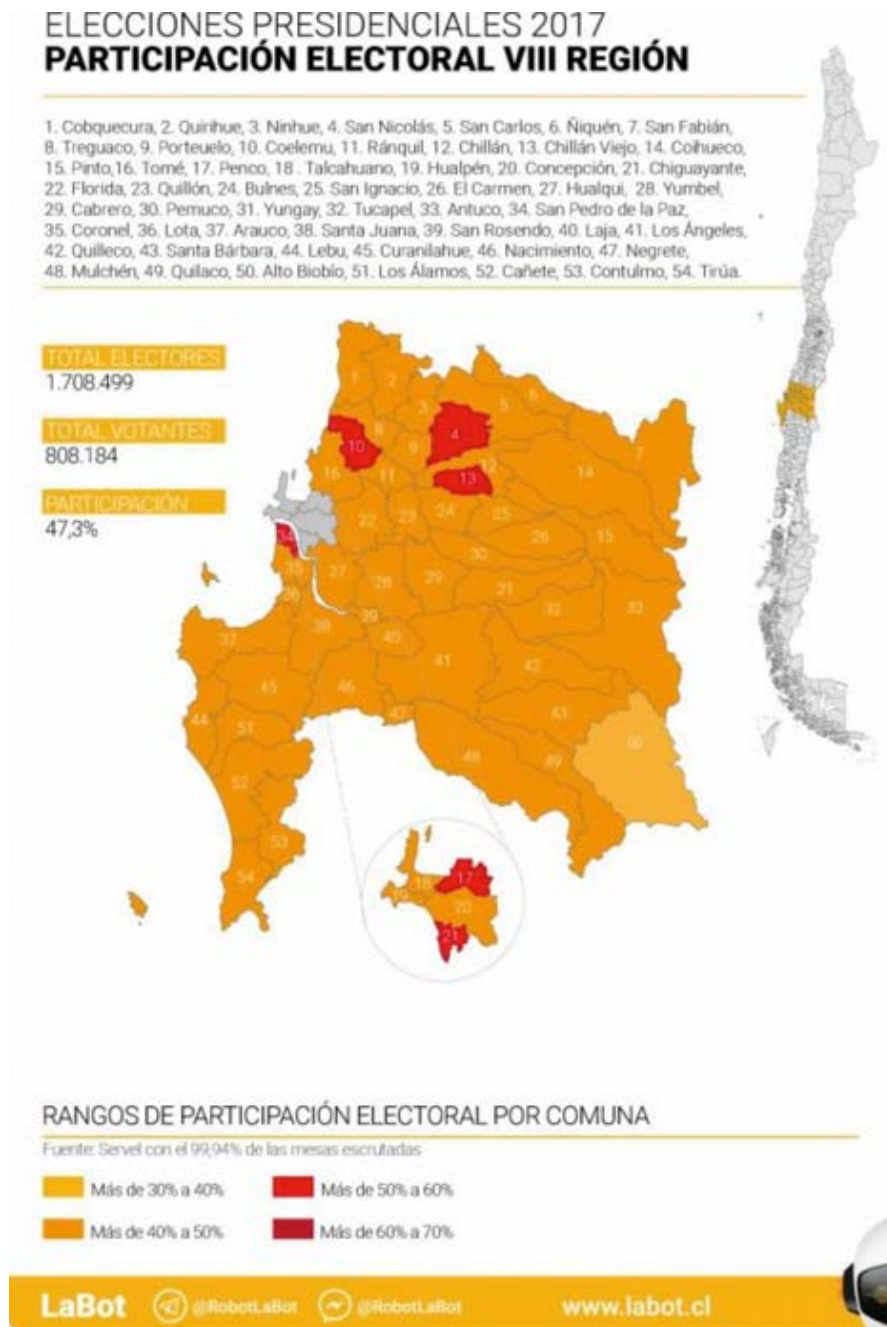 ELECCIONES PRESIDENCIALES 2017
PARTICIPACIÓN ELECTORAL VIII REGIÓN
1. Cobquecura, 2. Quirihue, 3. Ninhue, 4. San Nicolás, 5. San Carlos, 6. Ñiquén, 7. San Fabián,
8. Treguaco, 9. Porteuelo, 10. Coelemu, 11. Ránquil, 12. Chillán, 13. Chillán Viejo, 14. Coihueco,
15. Pinto,16. Tomé, 17. Penco, 18 . Talcahuano, 19. Hualpén, 20. Concepción, 21. Chiguayante,
22. Florida, 23. Quillón, 24. Bulnes, 25. San Ignacio, 26. El Carmen, 27. Hualqui, 28. Yumbel,
29. Cabrero, 30. Pemuco, 31. Yungay, 32. Tucapel, 33. Antuco, 34. San Pedro de la Paz,
35. Coronel, 36. Lota, 37. Arauco, 38. Santa Juana, 39. San Rosendo, 40. Laja, 41. Los Ángeles,
42. Quilleco, 43. Santa Bárbara, 44. Lebu, 45. Curanilahue, 46. Nacimiento, 47. Negrete,
48. Mulchén, 49. Quilaco, 50. Alto Biobío, 51. Los Álamos, 52. Cañete, 53. Contulmo, 54. Tirúa.
TOTAL ELECTORES
1.708.499
TOTAL VOTANTES
808.184
PARTICIPACIÓN
47,3%
1
2
3
4
5
6
7
8
9
10
11
12
13
14
15
16
22
23
24
25
26
27
28
29
30
31
32
33
34
35
36
37
38
39
40
41
42
43
44
45
46
47
48
49
50
51
52
53
54
17
18
19
20
21
RANGOS DE PARTICIPACIÓN ELECTORAL POR COMUNA
Fuente: Servel con el 99,94% de las mesas escrutadas
Más de 30% a 40%
Más de 50% a 60%
Más de 40% a 50%
Más de 60% a 70%
LaBot @RobotLaBot @RobotLaBot www.labot.cl